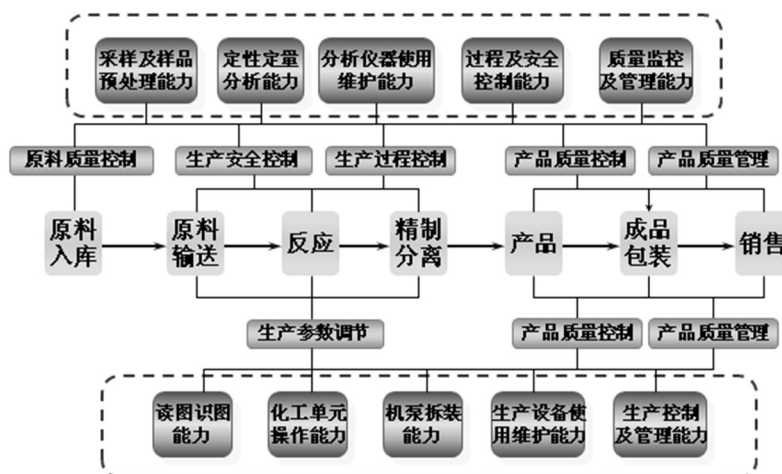 采样及样品
预处理能力
定性定量
分析能力
分析仪器使用
维护能力
过程及安全
控制能力
质量监控
及管理能力
原料质量控制
生产安全控制
生产过程控制
产品质量控制
产品质量管理
原料
入库
原料
输送
反应
精制
分离
产品
成品
包装
销售
生产参数调节
产品质量控制
产品质量管理
读图识图
能力
化工单元
操作能力
机泵拆装
能力
生产设备使
用维护能力
生产控制
及管理能力